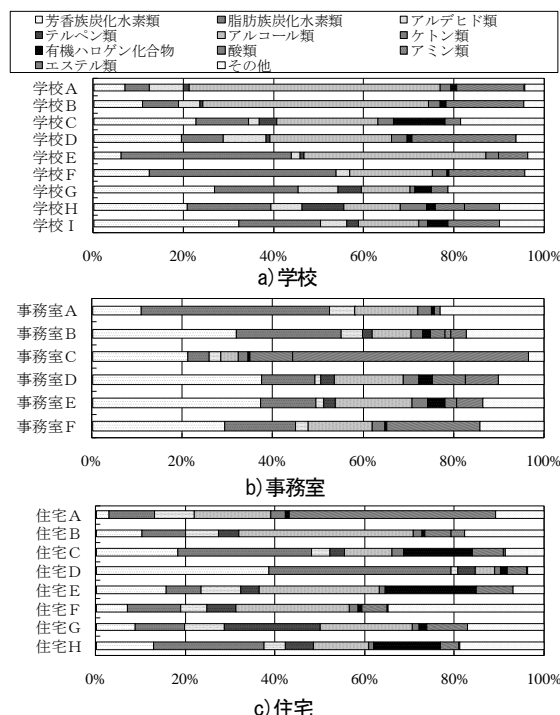 芳香族炭化水素類 脂肪族炭化水素類 アルデヒド類
テルペン類 アルコール類 ケトン類
有機ハロゲン化合物 酸類 アミン類
エステル類 その他
学校A
学校B
学校C
学校D
学校E
学校F
学校G
学校H
学校I
0% 20% 40% 60% 80% 100%
a)学校
事務室A
事務室B
事務室C
事務室D
事務室E
事務室F
0% 20% 40% 60% 80% 100%
b)事務室
住宅A
住宅B
住宅C
住宅D
住宅E
住宅F
住宅G
住宅H
0% 20% 40% 60% 80% 100%
c)住宅